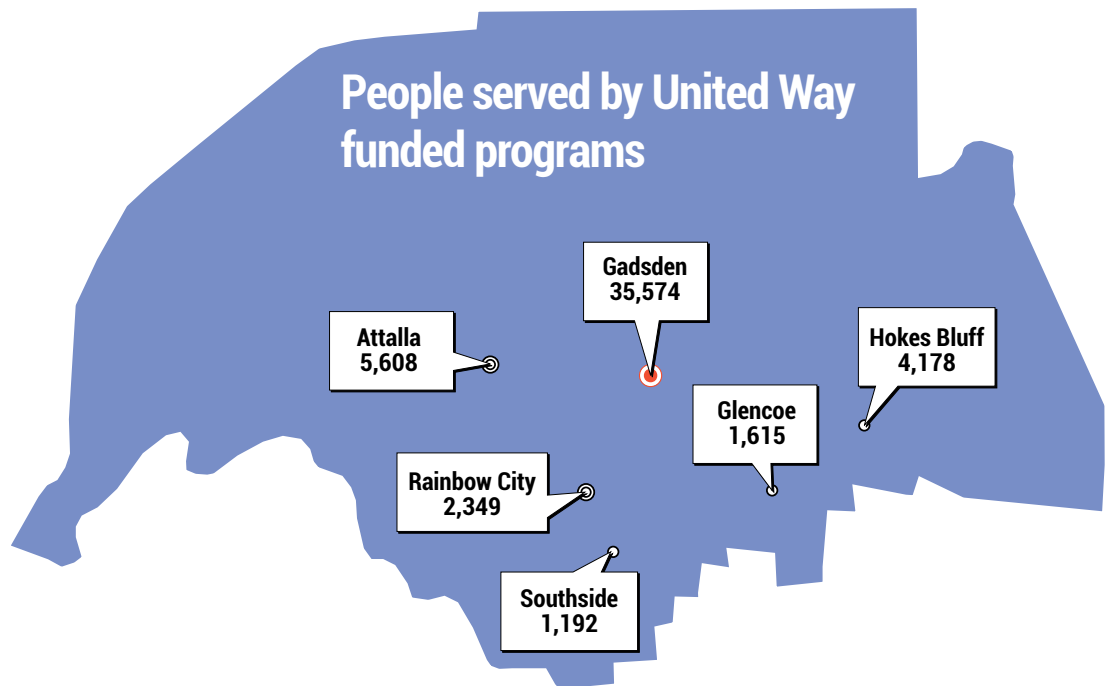 People served by United Way
funded programs
Gadsden
35,574
Attalla
5,608
Hokes Bluff
4,178
Glencoe
1,615
Rainbow City
2,349
Southside
1,192